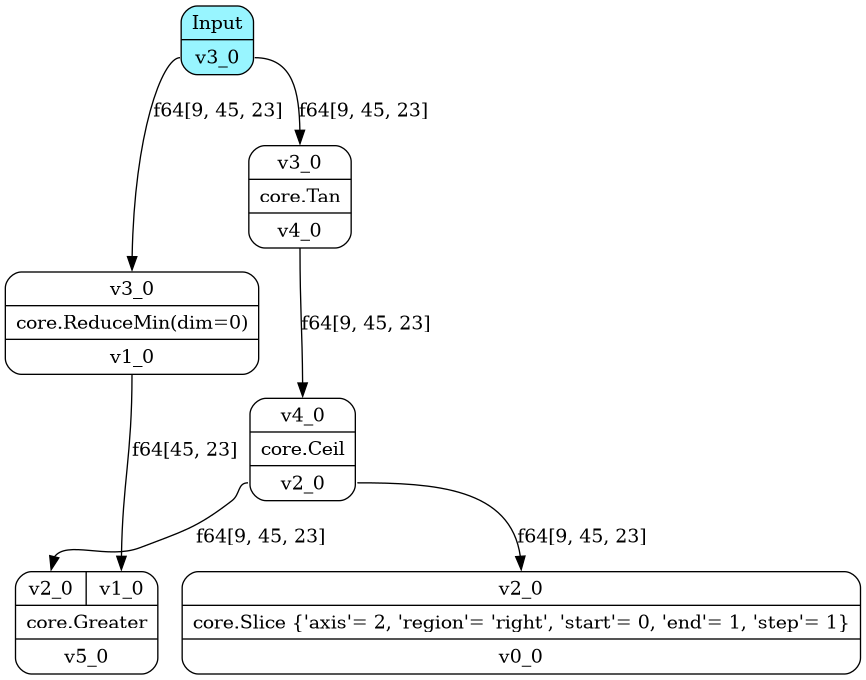 Input
v3_0
f64[9, 45, 23]
f64[9, 45, 23]
v3_0
core.Tan
v4_0
v3_0
core.ReduceMin(dim=0)
v1_0
f64[9, 45, 23]
v4_0
core.Ceil
v2_0
f64[45, 23]
f64[9, 45, 23]
f64[9, 45, 23]
v2_0
v1_0
core.Greater
v5_0
v2_0
core.Slice {'axis'= 2, 'region'= 'right', 'start'= 0, 'end'= 1, 'step'= 1}
v0_0